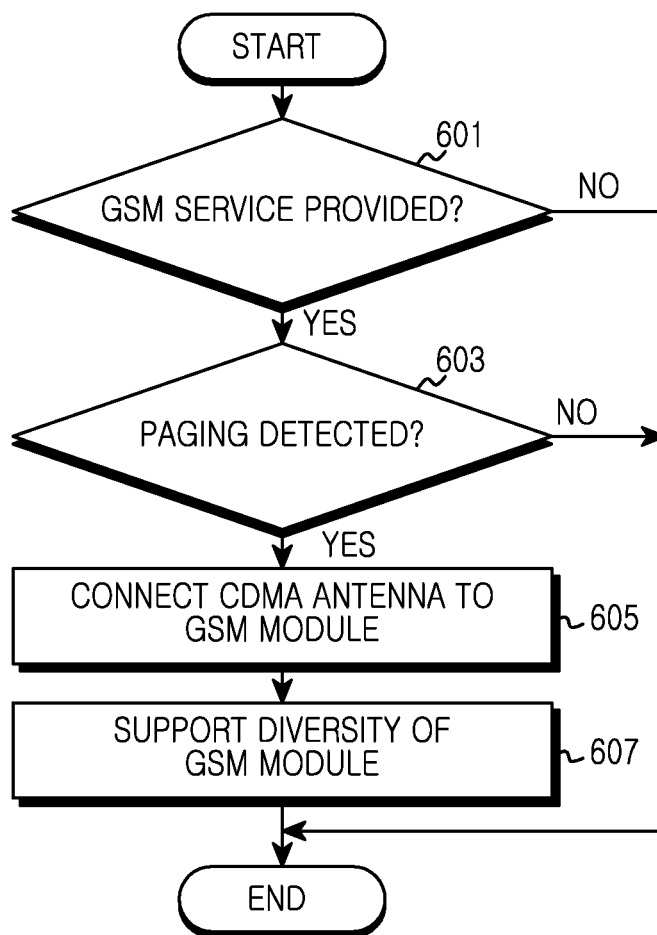 START
601
GSM SERVICE PROVIDED?
NO
YES
603
PAGING DETECTED?
NO
YES
CONNECT CDMA ANTENNA TO
GSM MODULE
605
SUPPORT DIVERSITY OF
GSM MODULE
607
END